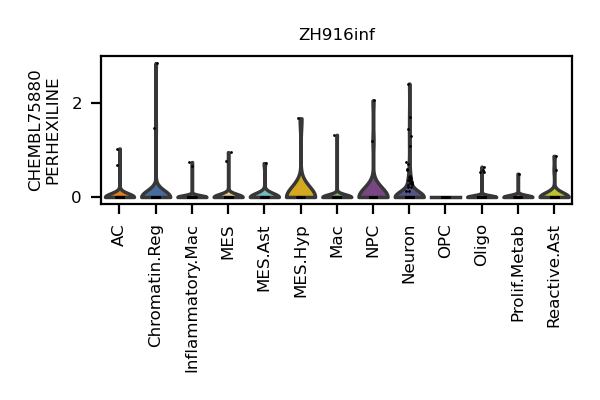 ZH916inf
CHEMBL75880
PERHEXILINE
2
0
AC
Chromatin.Reg
Inflammatory.Mac
MES
MES.Ast
MES.Hyp
Mac
NPC
Neuron
OPC
Oligo
Prolif.Metab
Reactive.Ast